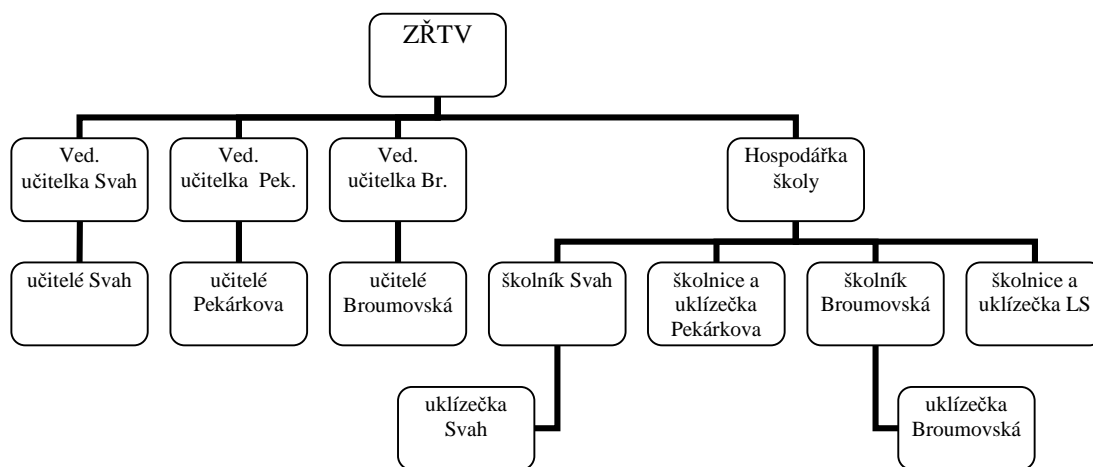 ZŘTV
Ved.
učitelka Svah
Ved.
učitelka  Pek.
Ved.
učitelka Br.
Hospodářka
školy
učitelé Svah
učitelé
Pekárkova
učitelé
Broumovská
školník Svah
školnice a
uklízečka
Pekárkova
školník
Broumovská
školnice a
uklízečka LS
uklízečka
Svah
uklízečka
Broumovská